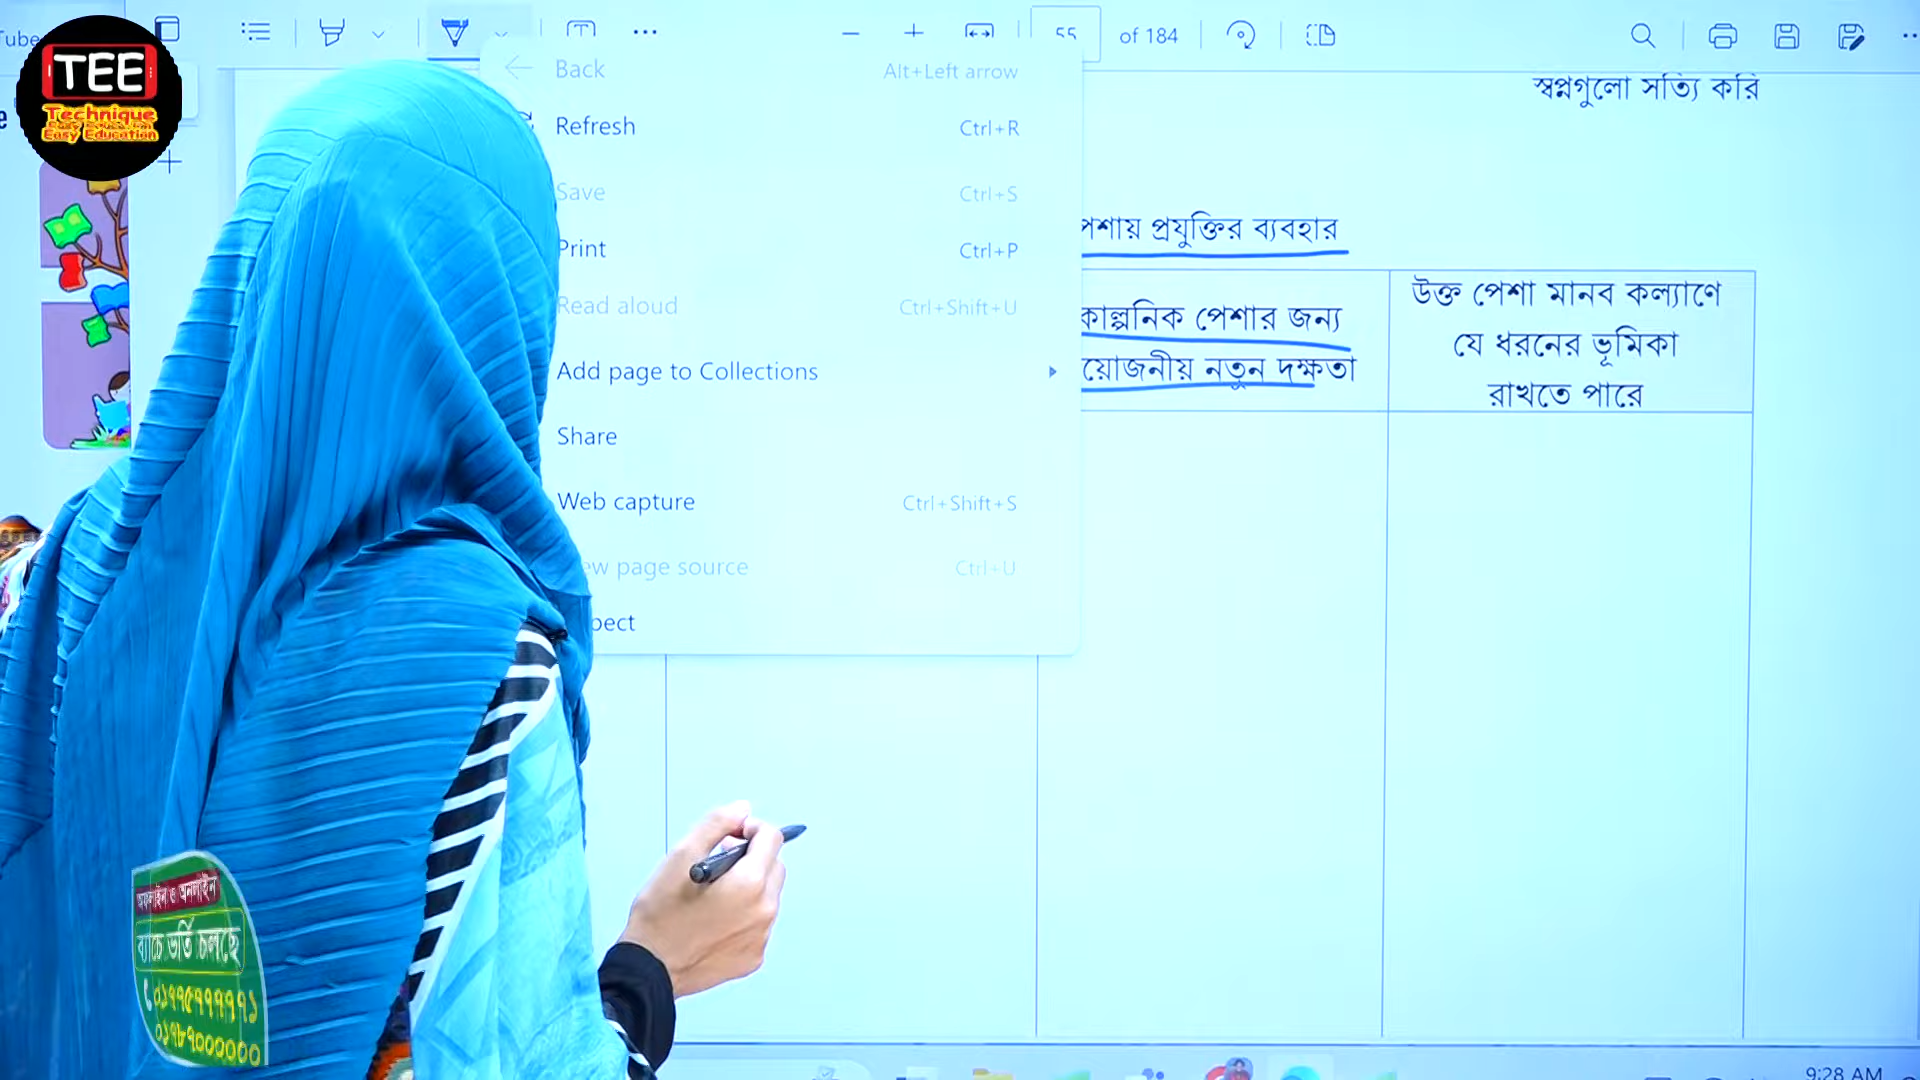 55 of 184
TEE
Technique
Easy Education
Back Alt+Left arrow
Refresh Ctrl+R
Save Ctrl+S
Print Ctrl+P
Read aloud Ctrl+Shift+U
Add page to Collections
Share
Web capture Ctrl+Shift+S
page source Ctrl+U
স্বপ্নগুলো সত্যি করি
পেশায় প্রযুক্তির ব্যবহার
কাল্পনিক পেশার জন্য
য়োজনীয় নতুন দক্ষতা
উক্ত পেশা মানব কল্যাণে
যে ধরনের ভূমিকা
রাখতে পারে
অফলাইন ও অনলাইন
ব্যাচে ভর্তি চলছে
9:28 AM